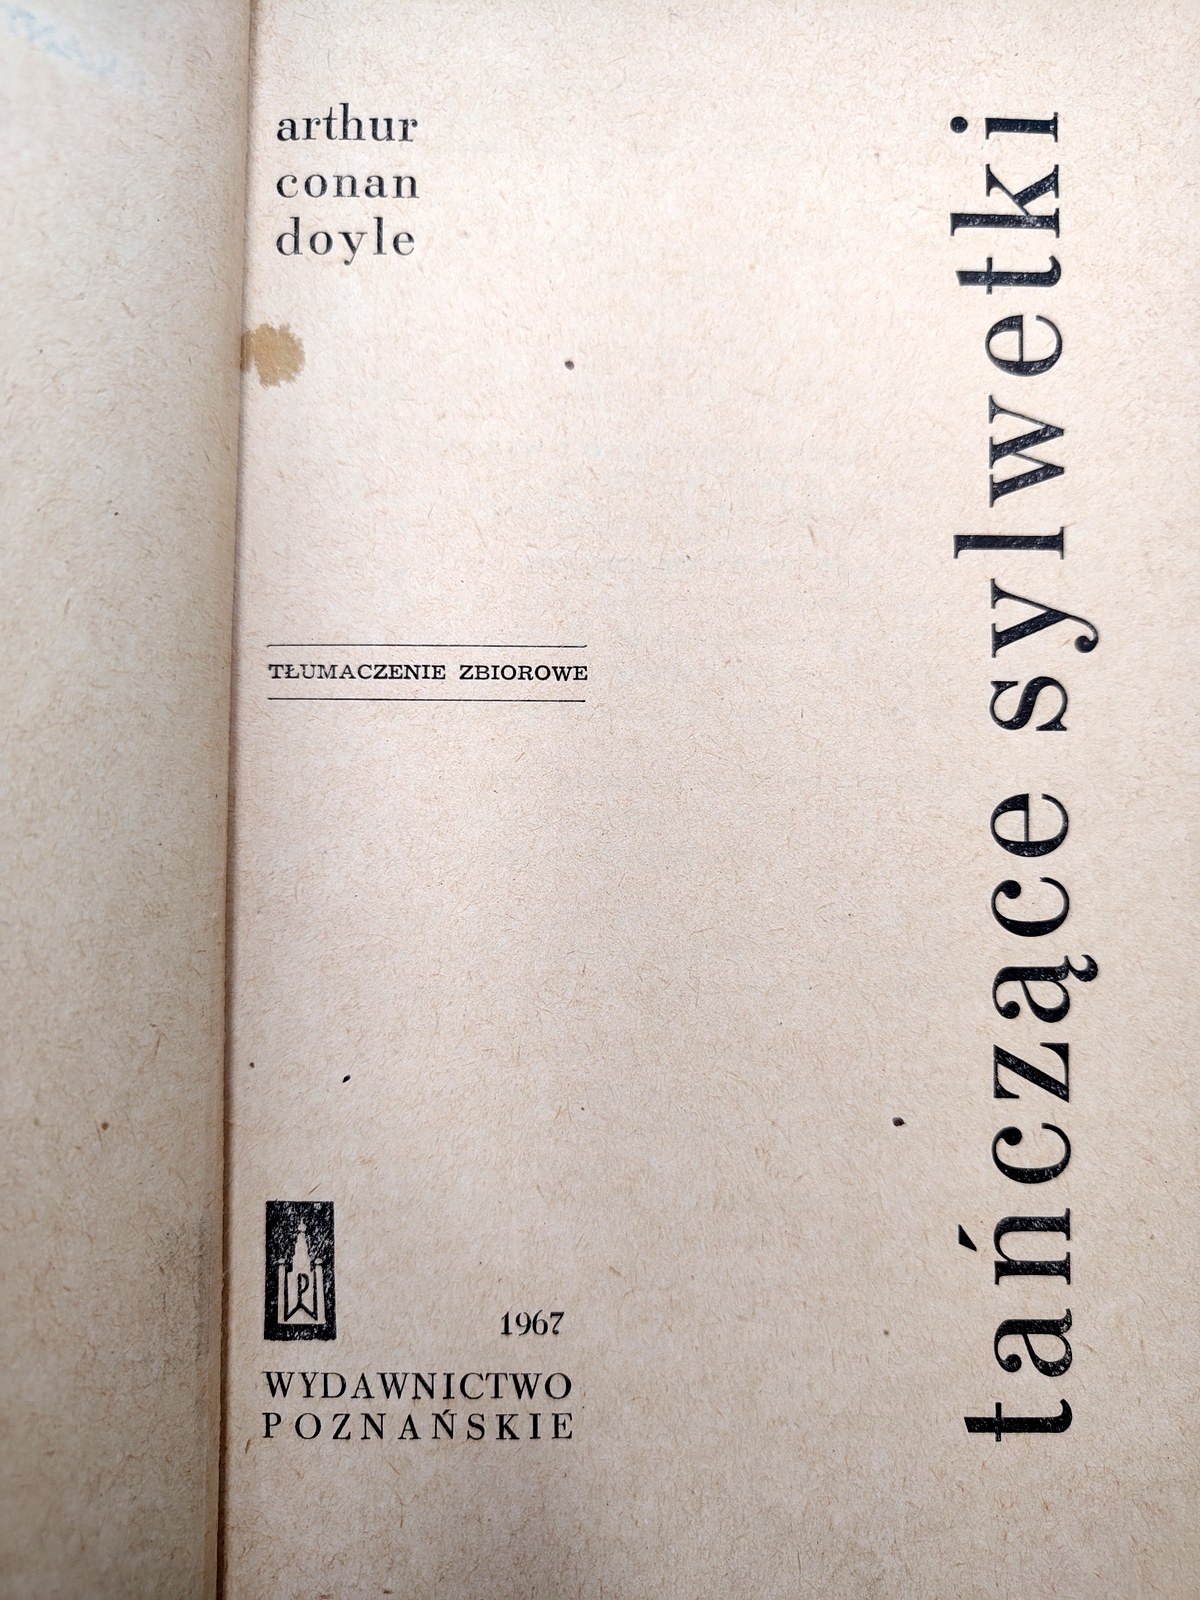 arthur
conan
doyle
tańczące sylwetki
TŁUMACZENIE ZBIOROWE
1967
WYDAWNICTWO
POZNAŃSKIE